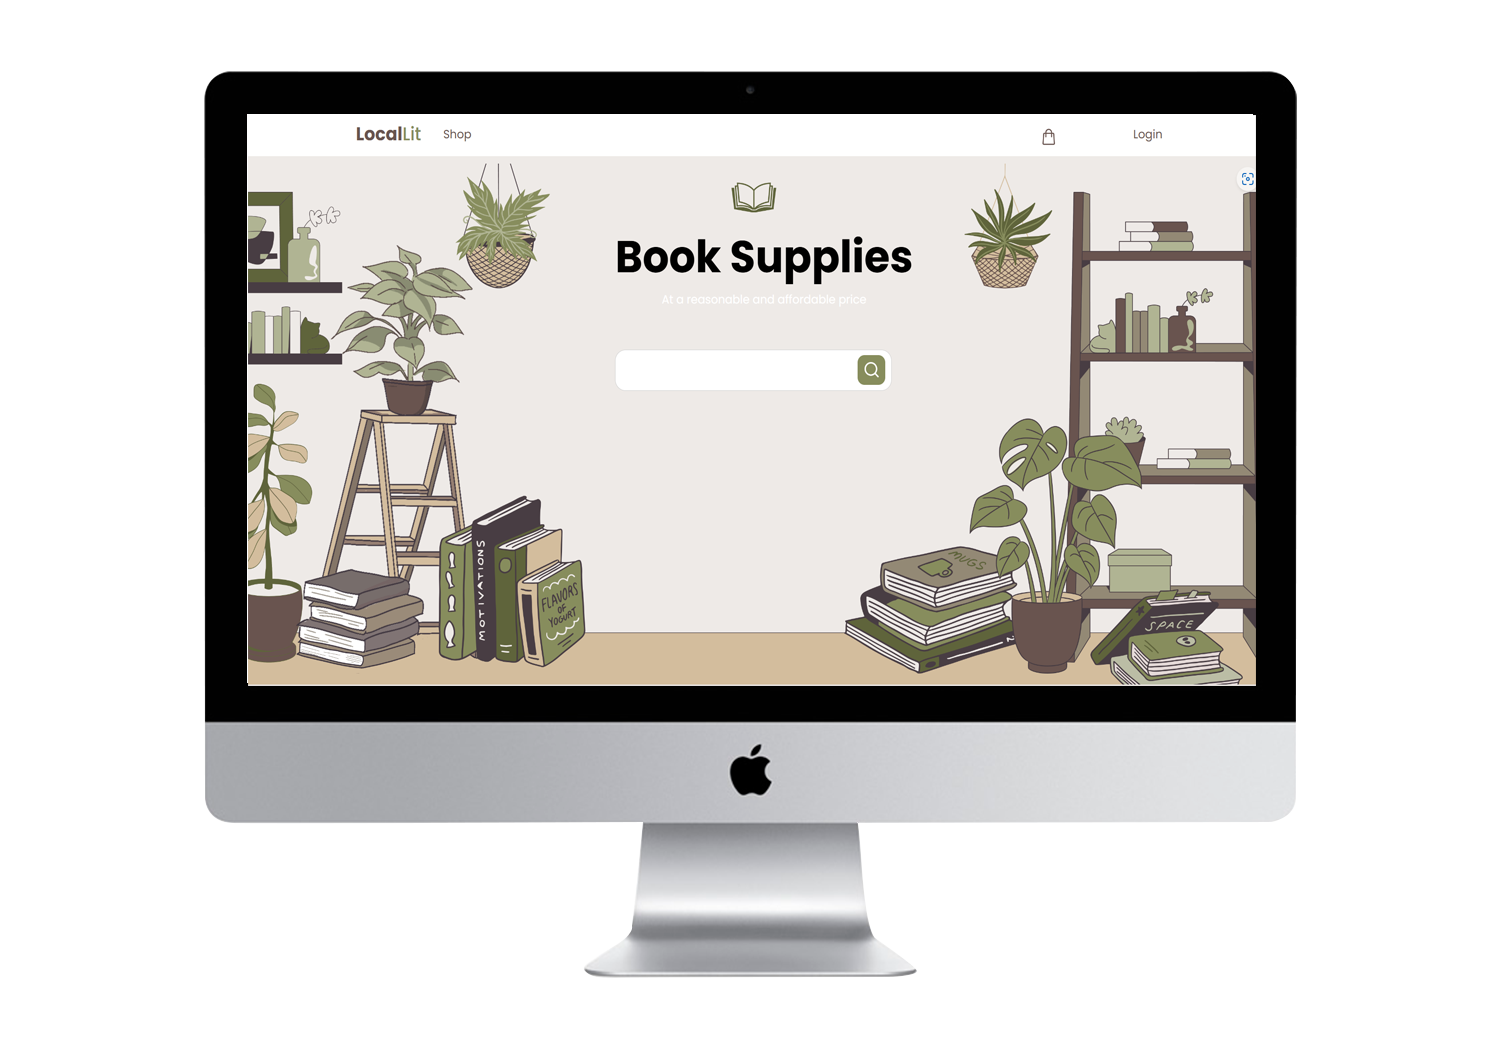 LocalLit
Shop
Login
Book Supplies
At a reasonable and affordable price
MOTIVATIONS
FLAVORS
OF
YOGURT
MUGS
SPACE